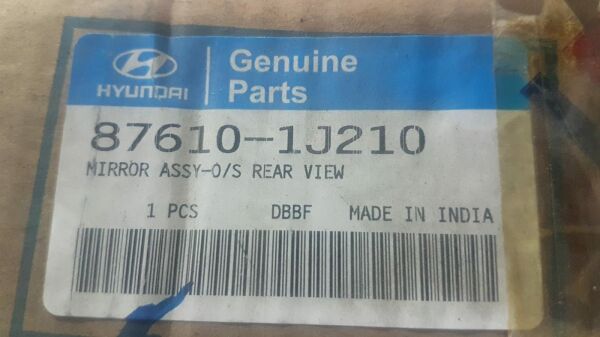 HYUNDAI
Genuine
Parts
87610-1J210
MIRROR ASSY-O/S REAR VIEW
1 PCS DBBF MADE IN INDIA